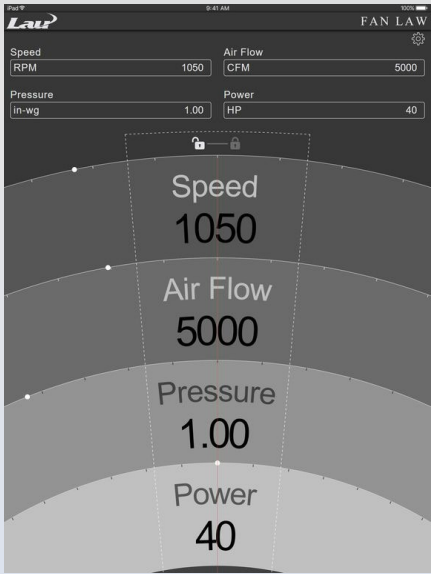 iPad 9:41 AM 100%
Lau FAN LAW
Speed Air Flow
RPM 1050 CFM 5000
Pressure Power
in-wg 1.00 HP 40
Speed
1050
Air Flow
5000
Pressure
1.00
Power
40